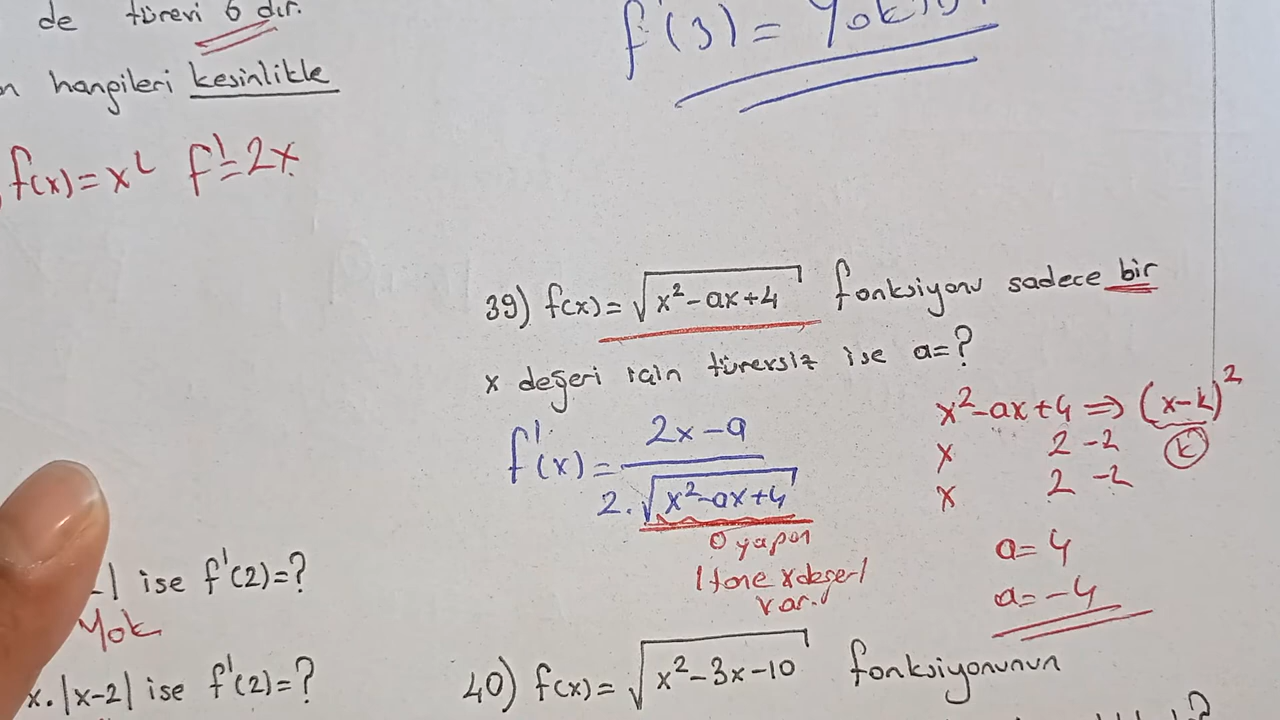 de türevi 6 dır.
n hangileri kesinlikle
f(x)=x² f'=2x
f'(3)=
39) f(x)=√x²-ax+4 fonksiyonu sadece bir
x değeri için türevsiz ise a=?
f'(x)=2x-a
2.√x²-ax+4
0 yapan
1 tane x değeri
var.
x²-ax+4⇒(x-k)²
x 2 -2 k
x 2 -2
a=4
a=-4
| ise f'(2)=?
Yok
x.|x-2| ise f'(2)=?
40) f(x)=√x²-3x-10 fonksiyonunun